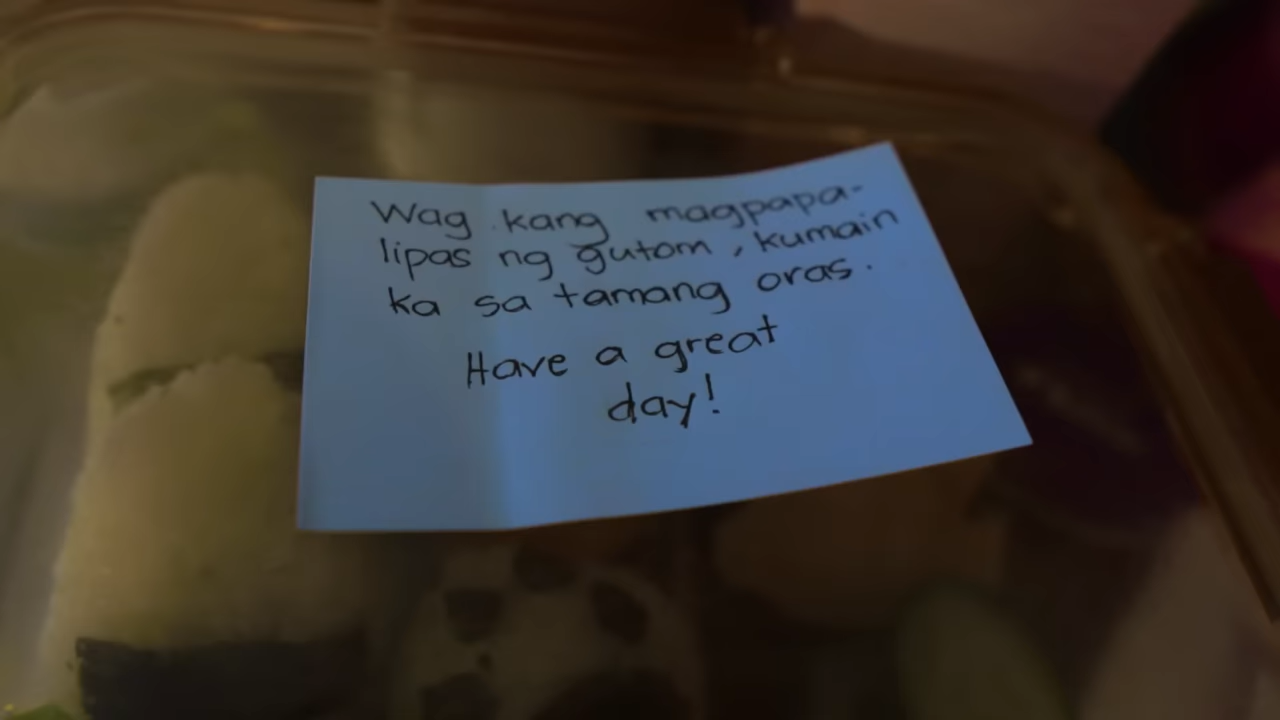 Wag kang magpapa-
lipas ng gutom, kumain
ka sa tamang oras.
Have a great
day!